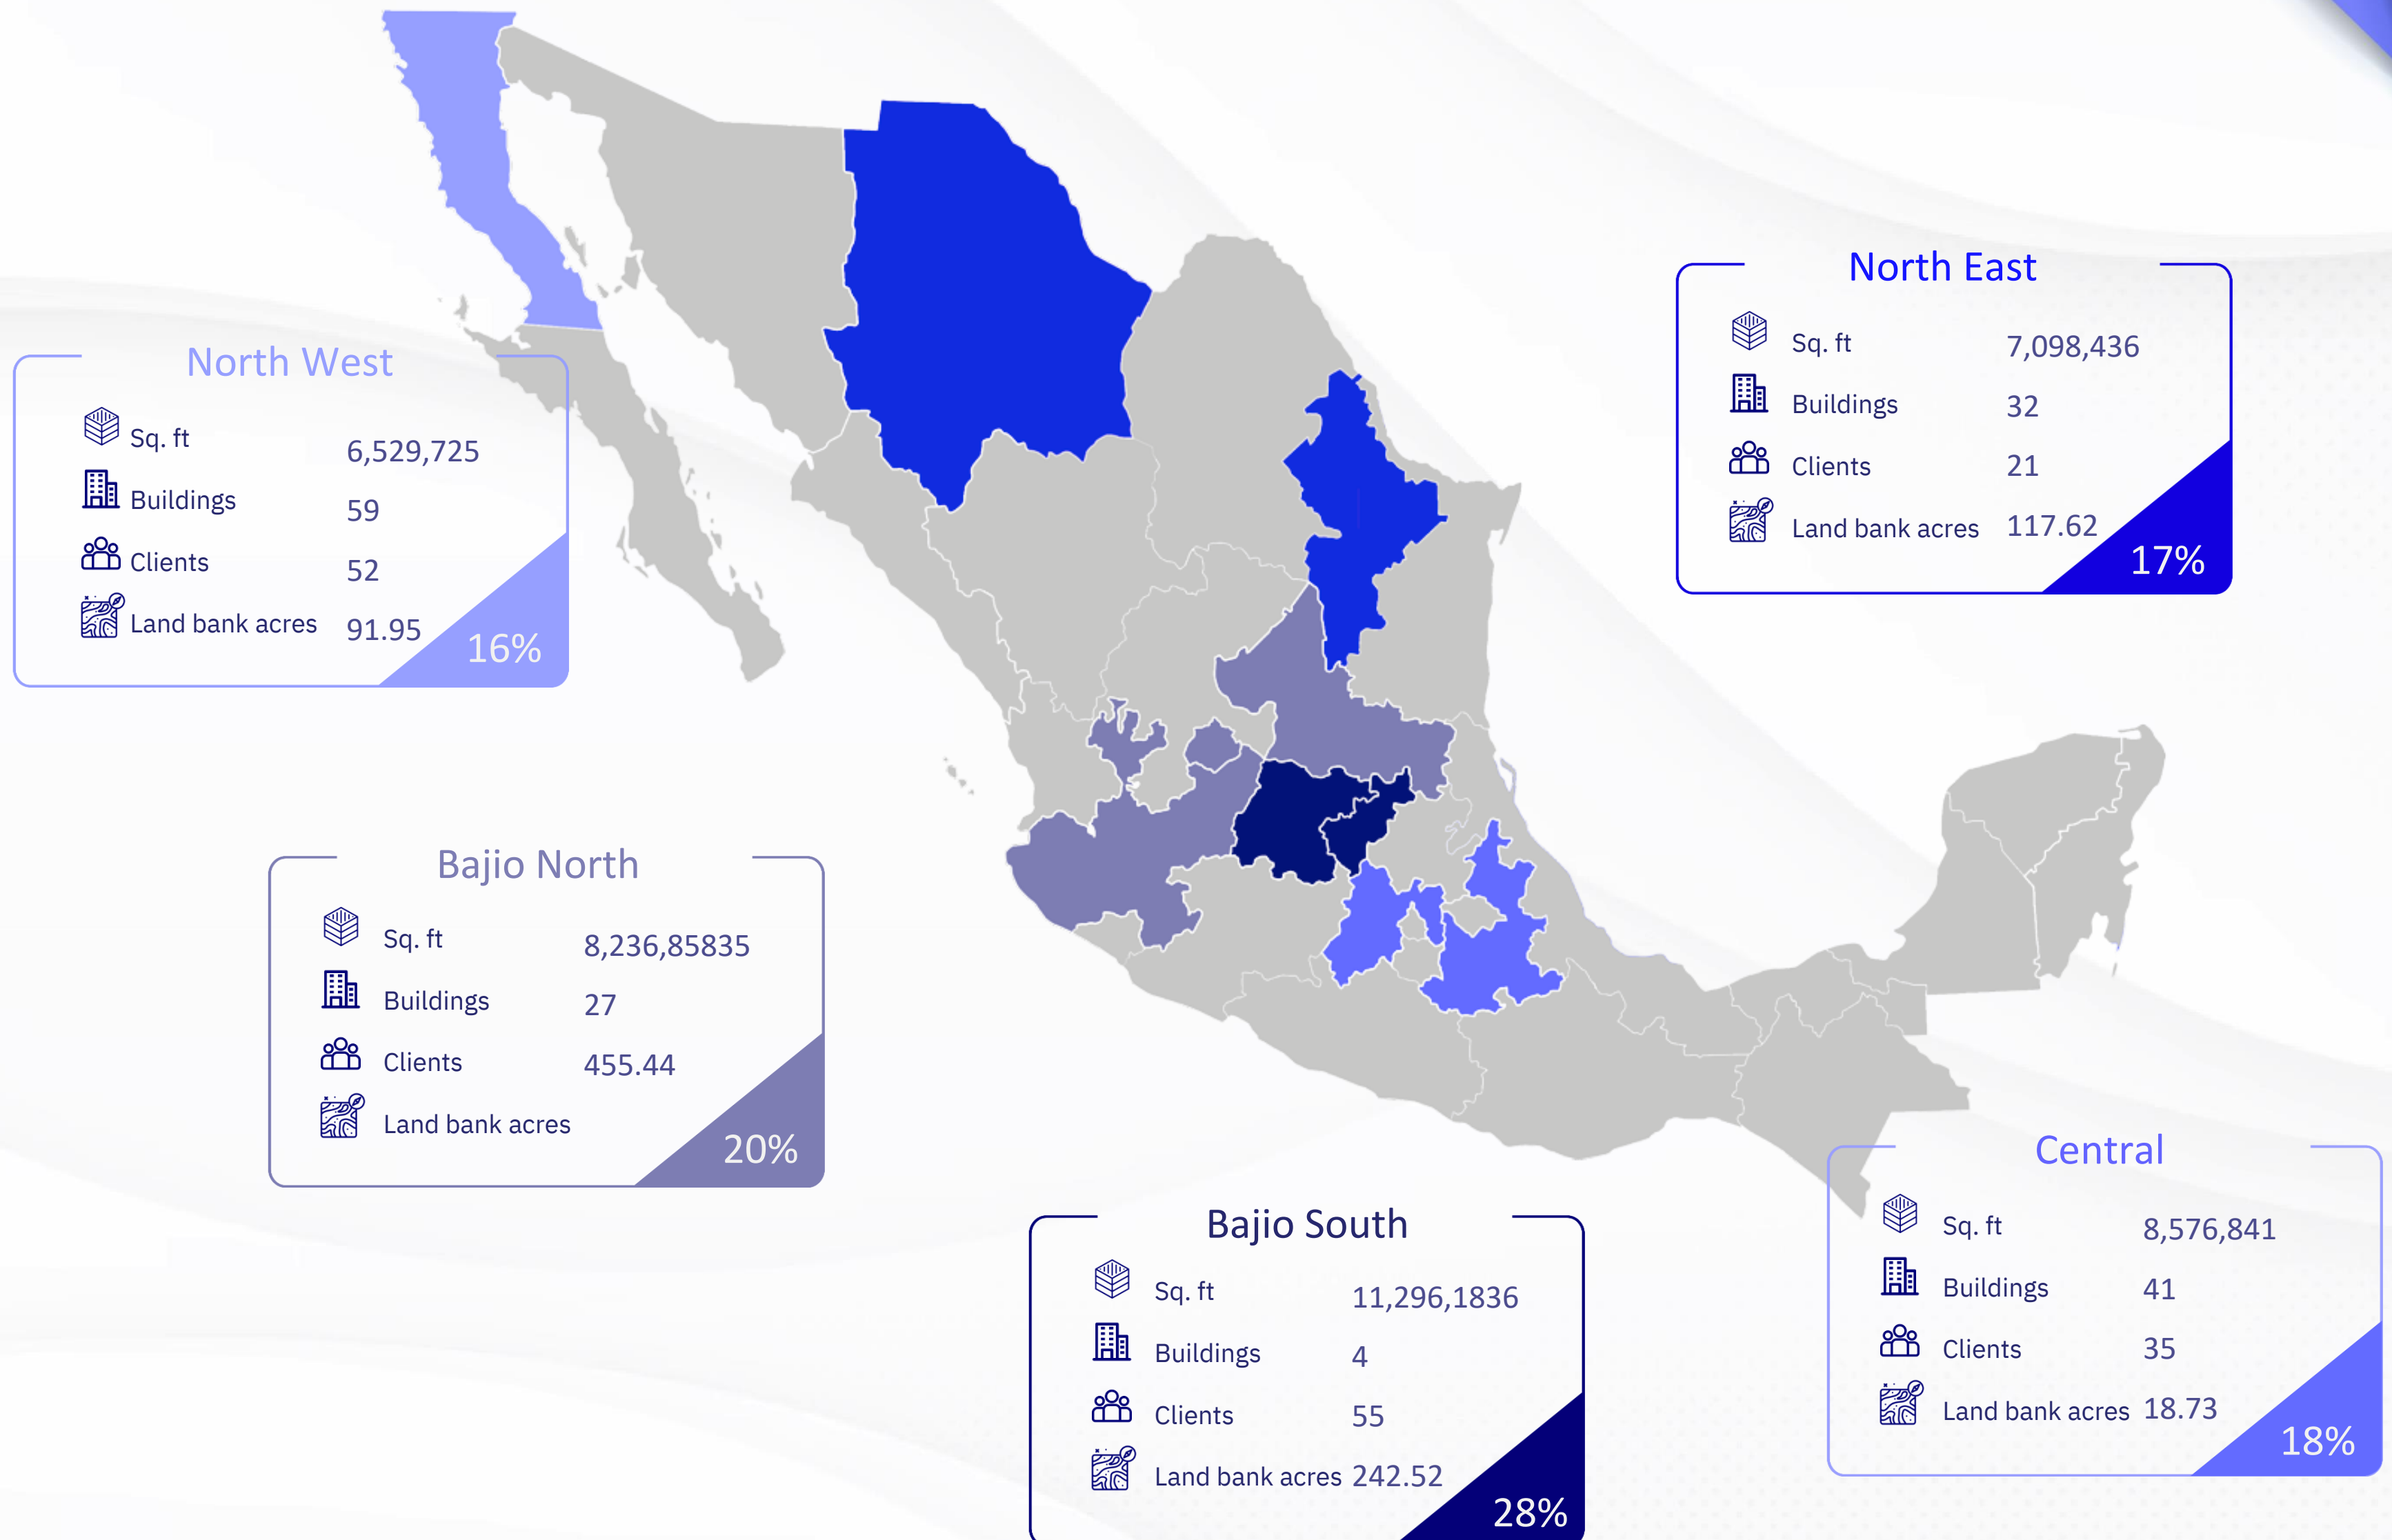 North East
Sq. ft 7,098,436
Buildings 32
Clients 21
Land bank acres 117.62
17%
North West
Sq. ft 6,529,725
Buildings 59
Clients 52
Land bank acres 91.95
16%
Bajio North
Sq. ft 8,236,85835
Buildings 27
Clients 455.44
Land bank acres
20%
Bajio South
Sq. ft 11,296,1836
Buildings 4
Clients 55
Land bank acres 242.52
28%
Central
Sq. ft 8,576,841
Buildings 41
Clients 35
Land bank acres 18.73
18%